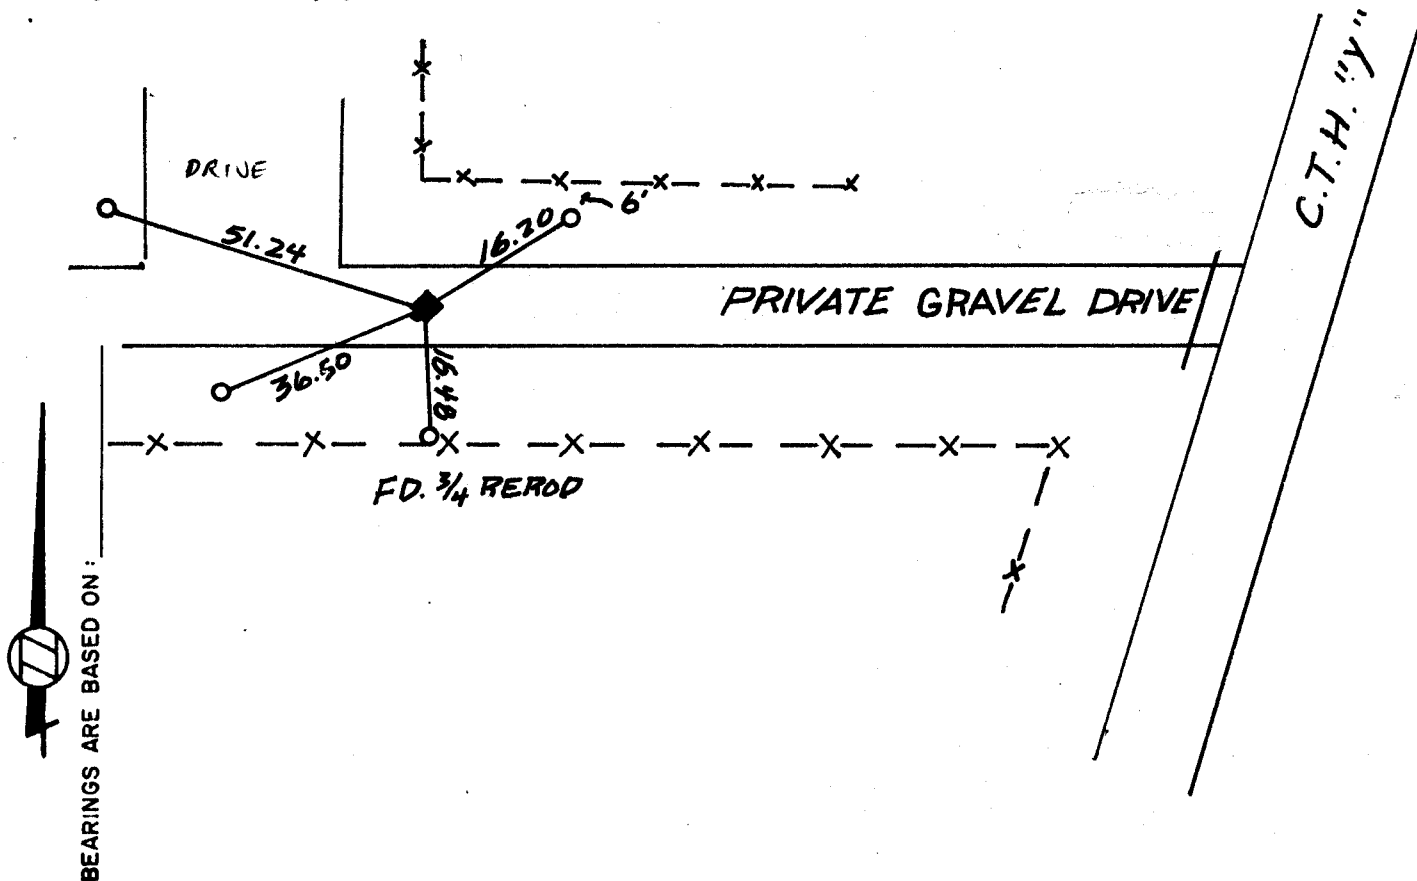 C.T.H. "Y"
DRIVE
6'
51.24
16.20
PRIVATE GRAVEL DRIVE
36.50
16.48
FD. 3/4 REROD
BEARINGS ARE BASED ON: